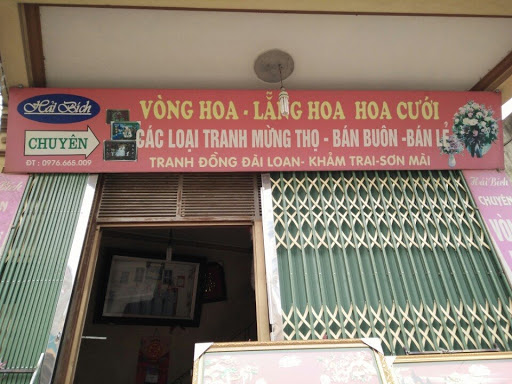 Hải Bích
VÒNG HOA - LẴNG HOA HOA CƯỚI
CHUYÊN
CÁC LOẠI TRANH MỪNG THỌ - BÁN BUÔN -BÁN LẺ
ĐT : 0976.665.009
TRANH ĐỒNG ĐÀI LOAN- KHẢM TRAI-SƠN MÀI
Hải Bích
CHUYÊN
VÒN